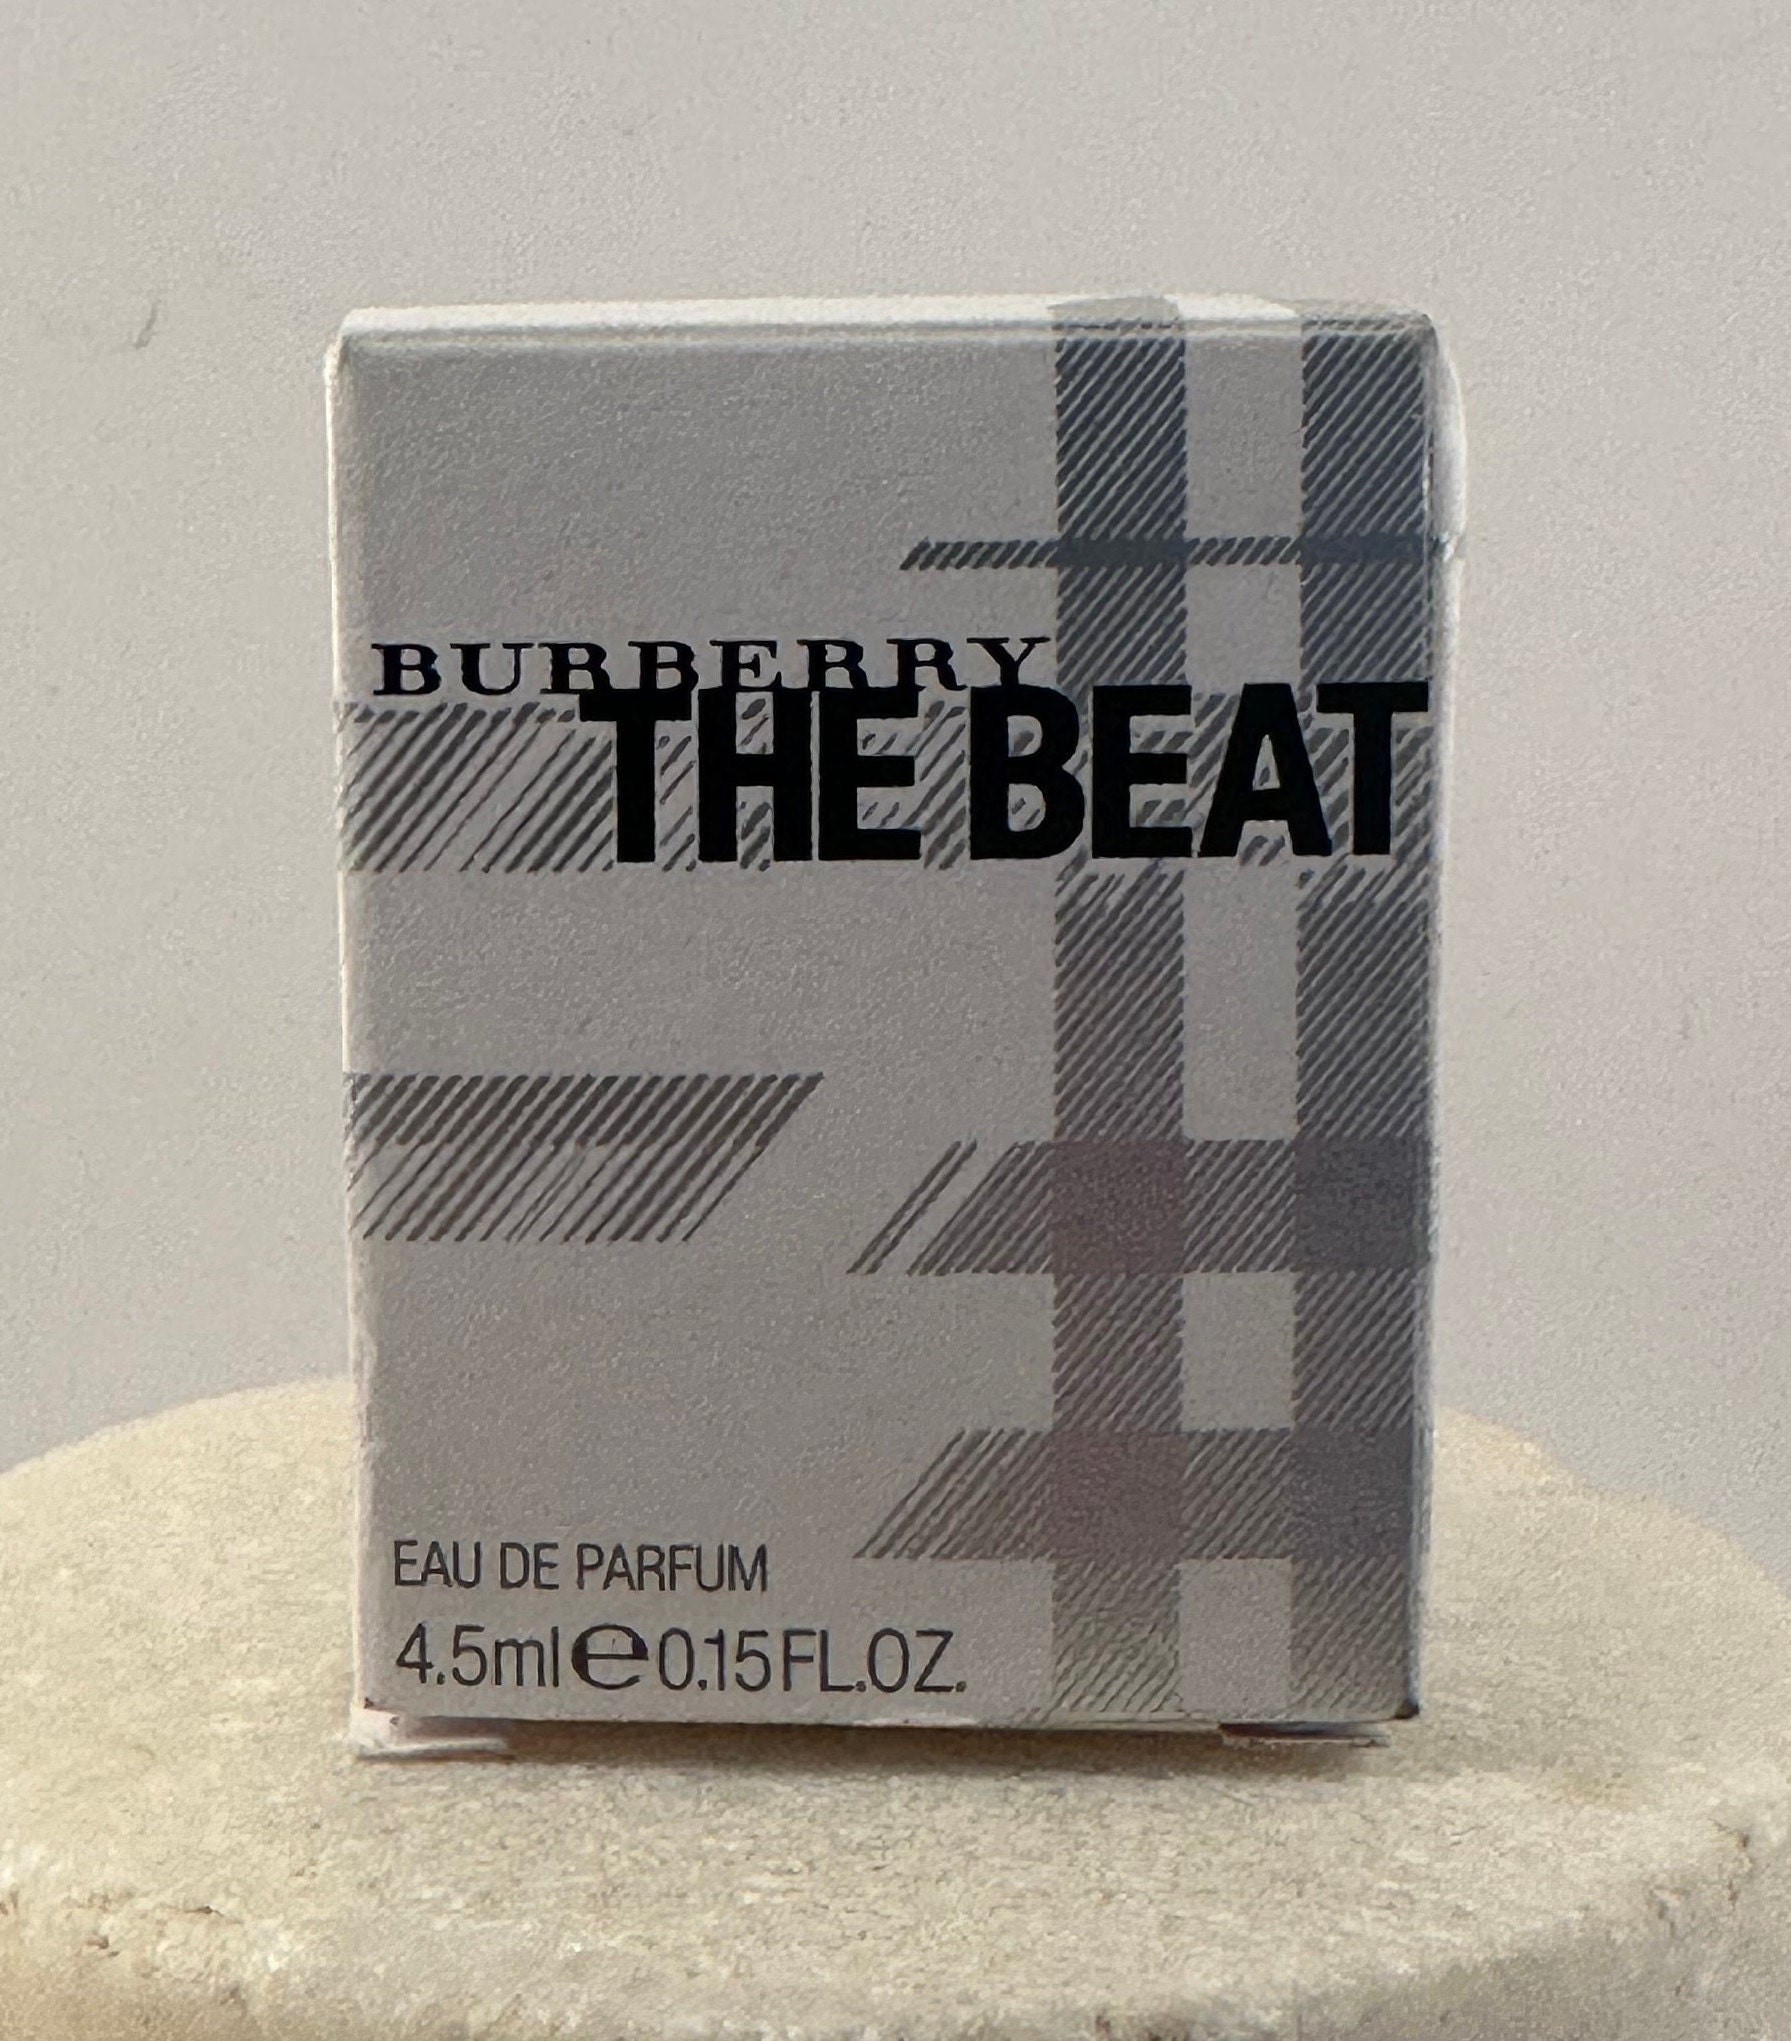 BURBERRY
THE BEAT
EAU DE PARFUM
4.5ml e 0.15 FL.OZ.